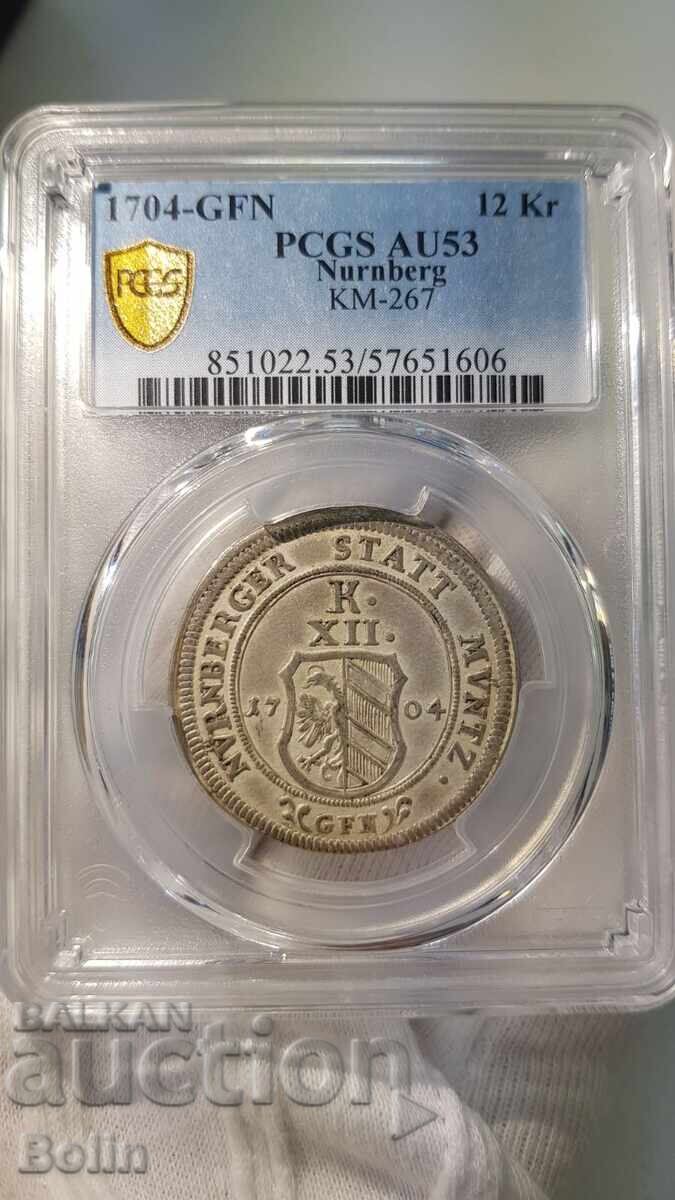 1704-GFN 12 Kr
PCGS AU53
Nurnberg
KM-267
PCGS
851022.53/57651606
NVRNBERGER STATT MVNTZ.
K.
XII.
17 04
GFN
BALKAN
auction
Bolin